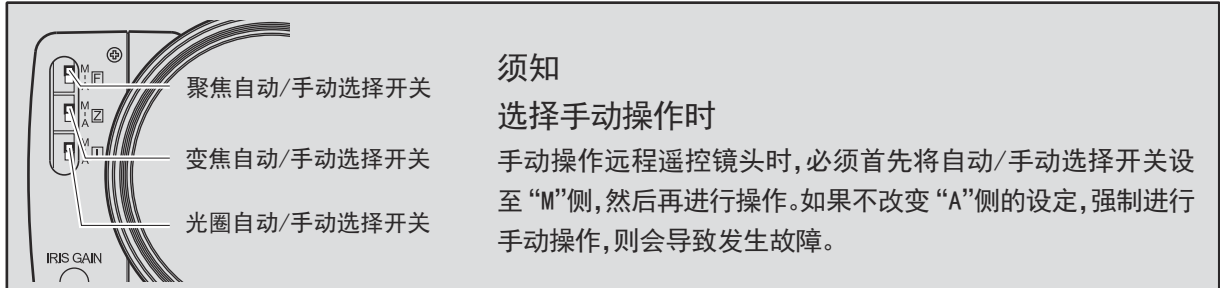 M
A
F
聚焦自动/手动选择开关
M
A
Z
变焦自动/手动选择开关
M
A
I
光圈自动/手动选择开关
IRIS GAIN
须知
选择手动操作时
手动操作远程遥控镜头时,必须首先将自动/手动选择开关设
至“M”侧,然后再进行操作。如果不改变“A”侧的设定,强制进行
手动操作,则会导致发生故障。